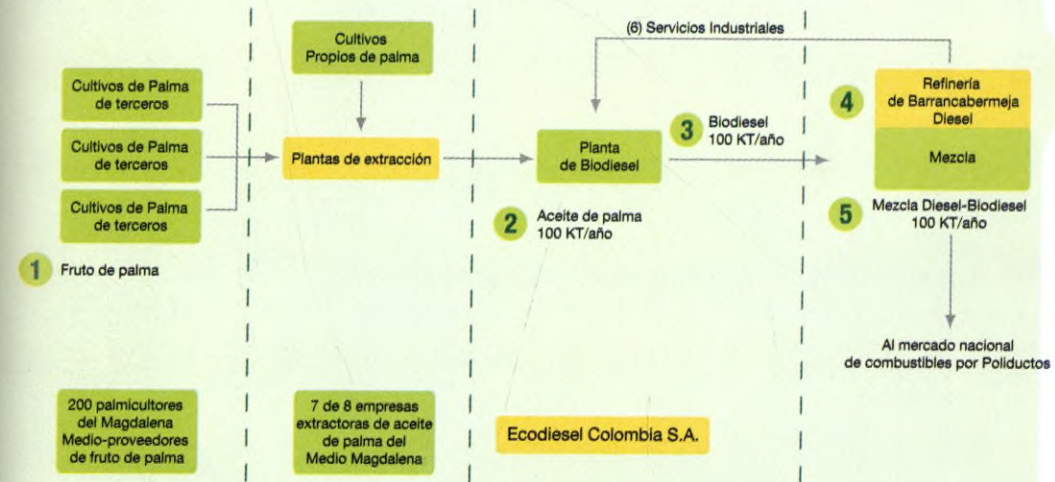 Cultivos de Palma
de terceros
Cultivos de Palma
de terceros
Cultivos de Palma
de terceros
1 Fruto de palma
200 palmicultores
del Magdalena
Medio-proveedores
de fruto de palma
Cultivos
Propios de palma
Plantas de extracción
7 de 8 empresas
extractoras de aceite
de palma del
Medio Magdalena
(6) Servicios Industriales
Planta
de Biodiesel
2 Aceite de palma
100 KT/año
3 Biodiesel
100 KT/año
Ecodiesel Colombia S.A.
4 Refinería
de Barrancabermeja
Diesel
Mezcla
5 Mezcla Diesel-Biodiesel
100 KT/año
Al mercado nacional
de combustibles por Poliductos